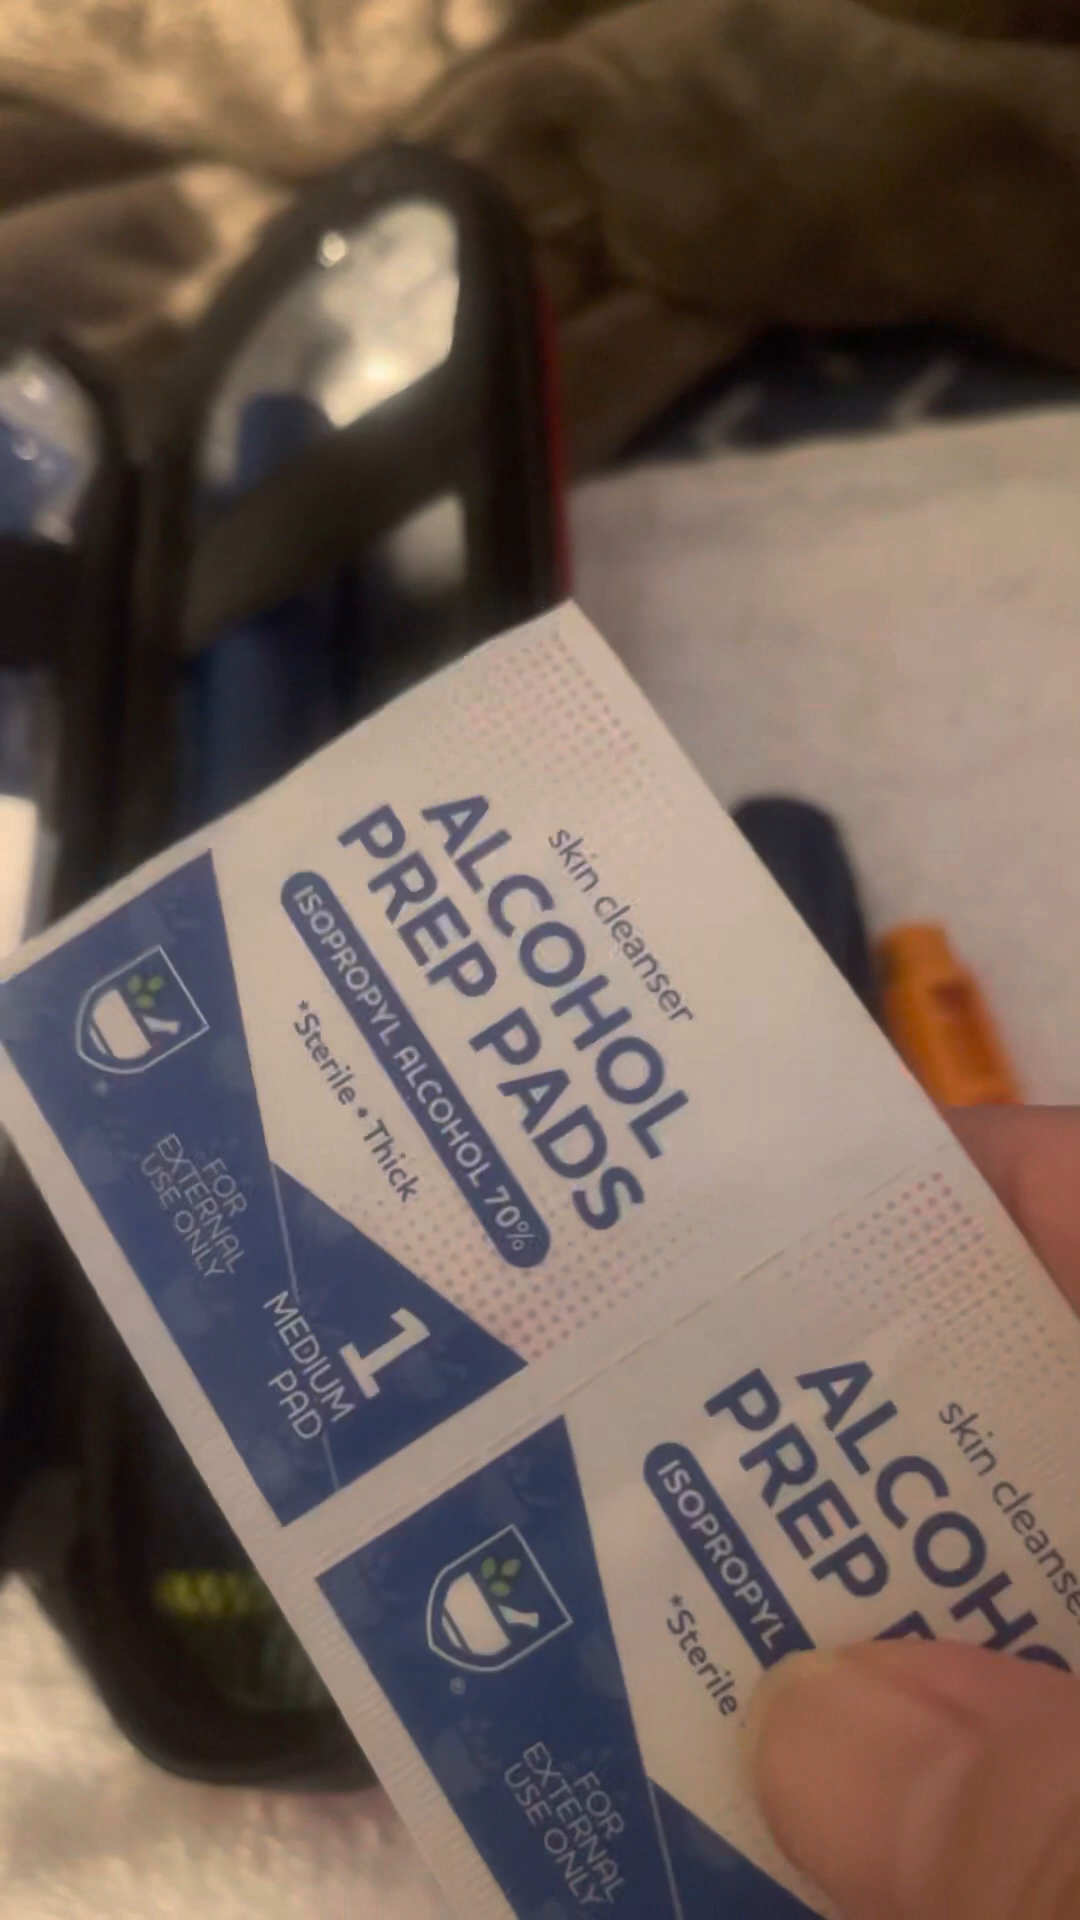 skin cleanser
ALCOHOL
PREP PADS
ISOPROPYL ALCOHOL 70%
*Sterile • Thick
FOR
EXTERNAL
USE ONLY
1
MEDIUM
PAD
®
skin cleanse
ALCOHO
PREP
ISOPROPYL
*Sterile
®
FOR
EXTERNAL
USE ONLY